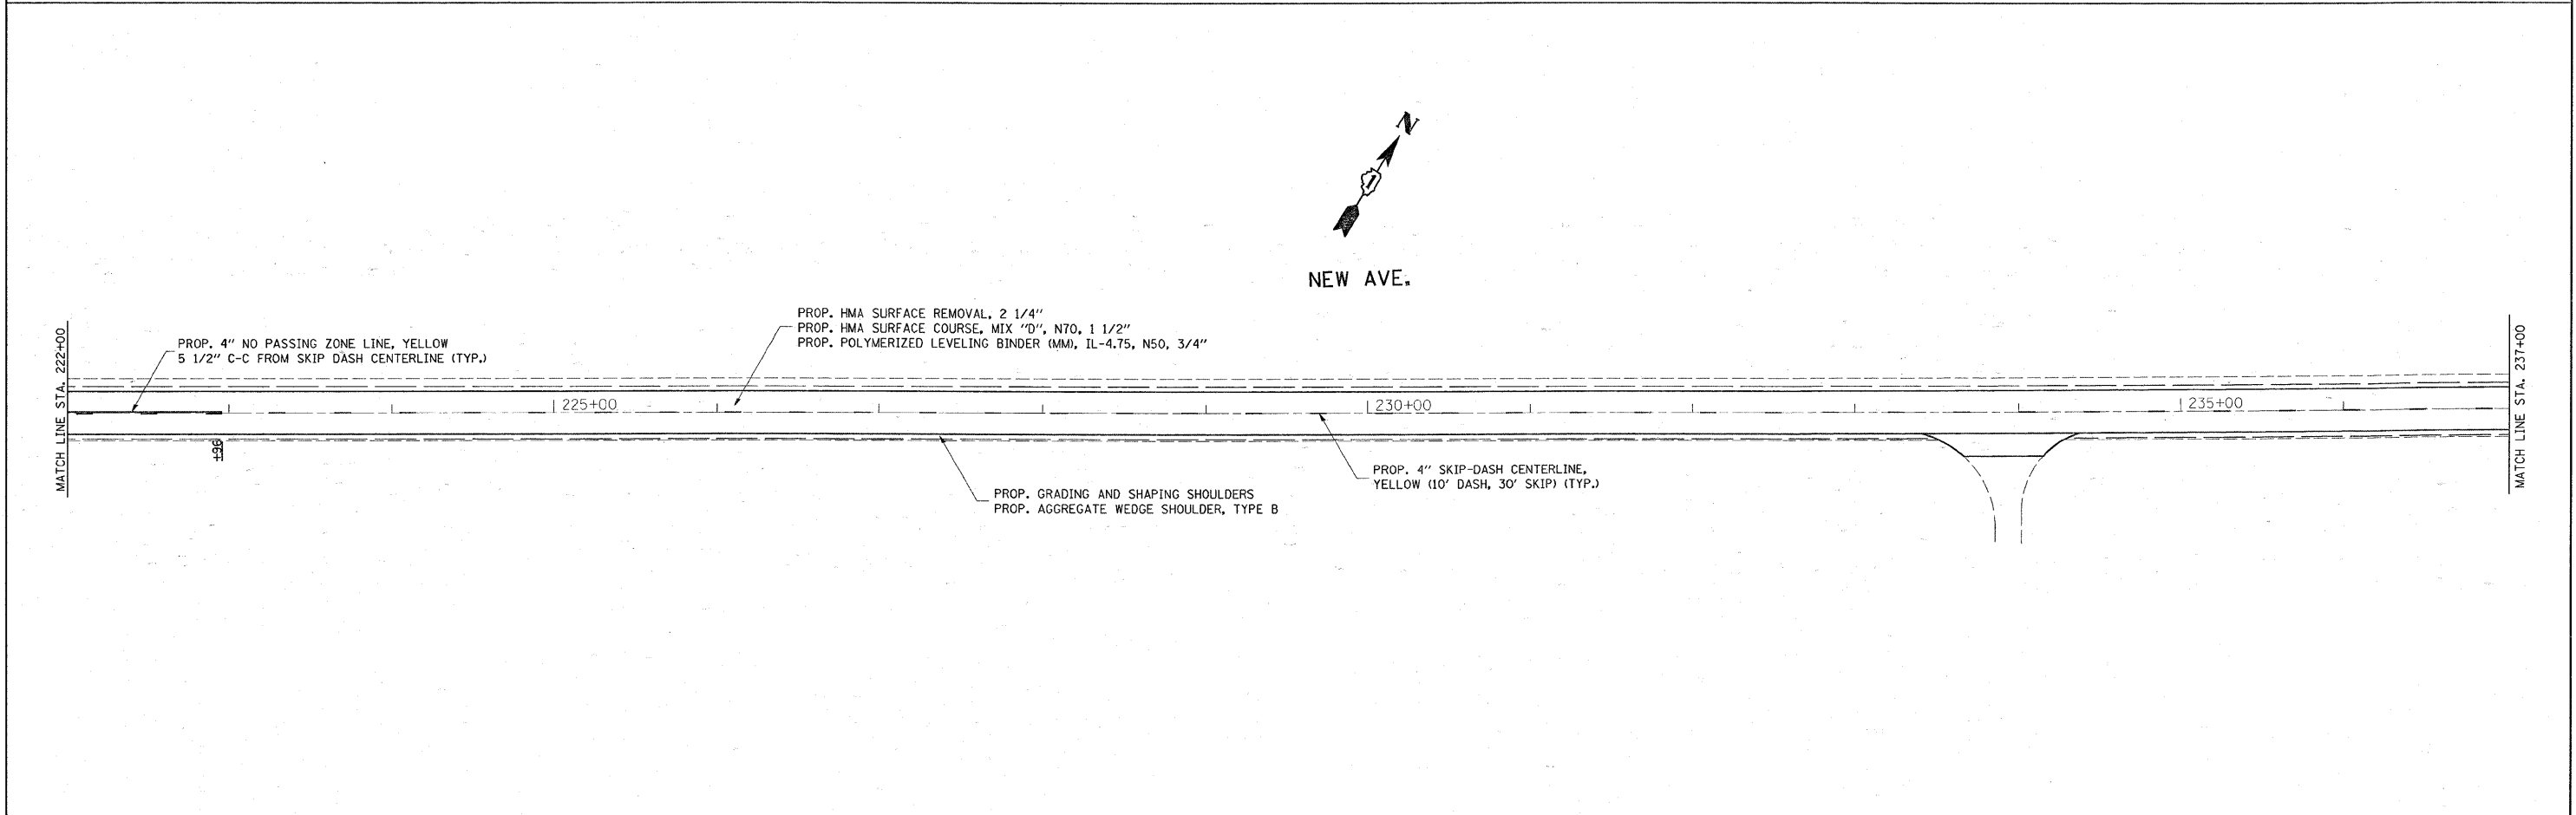 N
1
NEW AVE.
PROP. HMA SURFACE REMOVAL, 2 1/4"
PROP. HMA SURFACE COURSE, MIX "D", N70, 1 1/2"
PROP. POLYMERIZED LEVELING BINDER (MM), IL-4.75, N50, 3/4"
PROP. 4" NO PASSING ZONE LINE, YELLOW
5 1/2" C-C FROM SKIP DASH CENTERLINE (TYP.)
MATCH LINE STA. 222+00
225+00
230+00
235+00
MATCH LINE STA. 237+00
+96
PROP. 4" SKIP-DASH CENTERLINE,
YELLOW (10' DASH, 30' SKIP) (TYP.)
PROP. GRADING AND SHAPING SHOULDERS
PROP. AGGREGATE WEDGE SHOULDER, TYPE B